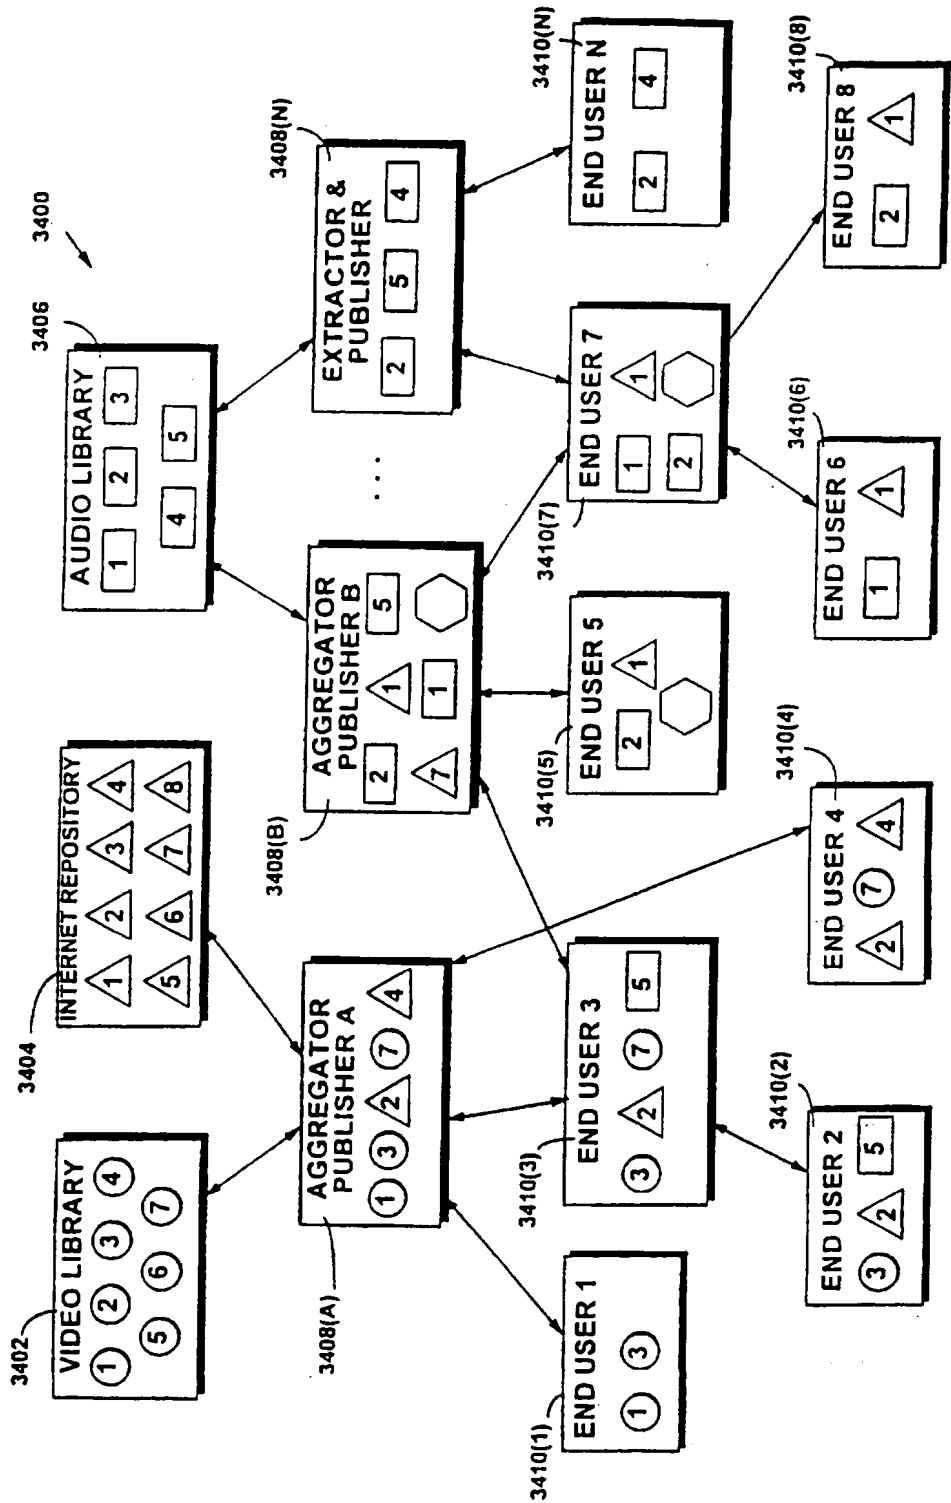 3400
3402
VIDEO LIBRARY
1 2 3 4
5 6 7
3404
INTERNET REPOSITORY
1 2 3 4
5 6 7 8
3406
AUDIO LIBRARY
1 2 3
4 5
3408(A)
AGGREGATOR
PUBLISHER A
1 3 2 7 4
3408(B)
AGGREGATOR
PUBLISHER B
2 1 5
7 1
. . .
3408(N)
EXTRACTOR &
PUBLISHER
2 5 4
3410(1)
END USER 1
1 3
3410(3)
END USER 3
3 2 7 5
3410(5)
END USER 5
2 1
3410(7)
END USER 7
1 1
2
3410(N)
END USER N
2 4
3410(2)
END USER 2
3 2 5
3410(4)
END USER 4
2 7 4
3410(6)
END USER 6
1 1
3410(8)
END USER 8
2 1